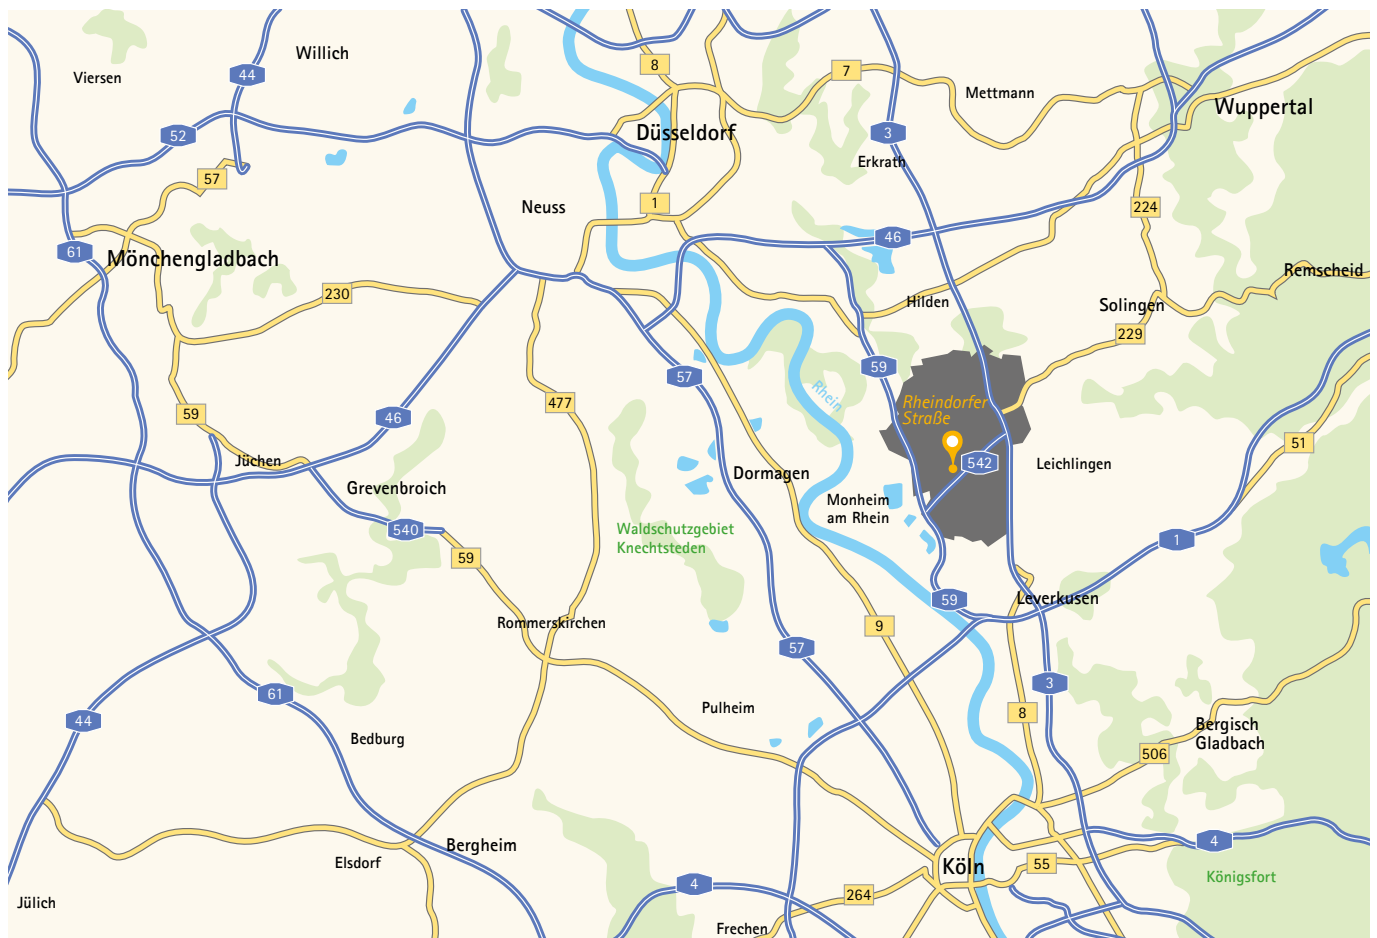 Willich
Viersen
44
8
7
Mettmann
Wuppertal
52
Düsseldorf
3
Erkrath
57
1
224
Neuss
46
61
Mönchengladbach
Remscheid
230
Hilden
Solingen
229
59
57
Rheindorfer
Straße
477
59
46
51
Jüchen
542
Leichlingen
Rhein
Dormagen
Grevenbroich
Monheim
am Rhein
540
Waldschutzgebiet
Knechtsteden
1
59
59
Leverkusen
Rommerskirchen
9
57
3
61
Pulheim
8
44
Bergisch
Gladbach
Bedburg
506
Bergheim
4
Elsdorf
Köln
55
Königsfort
4
264
Jülich
Frechen